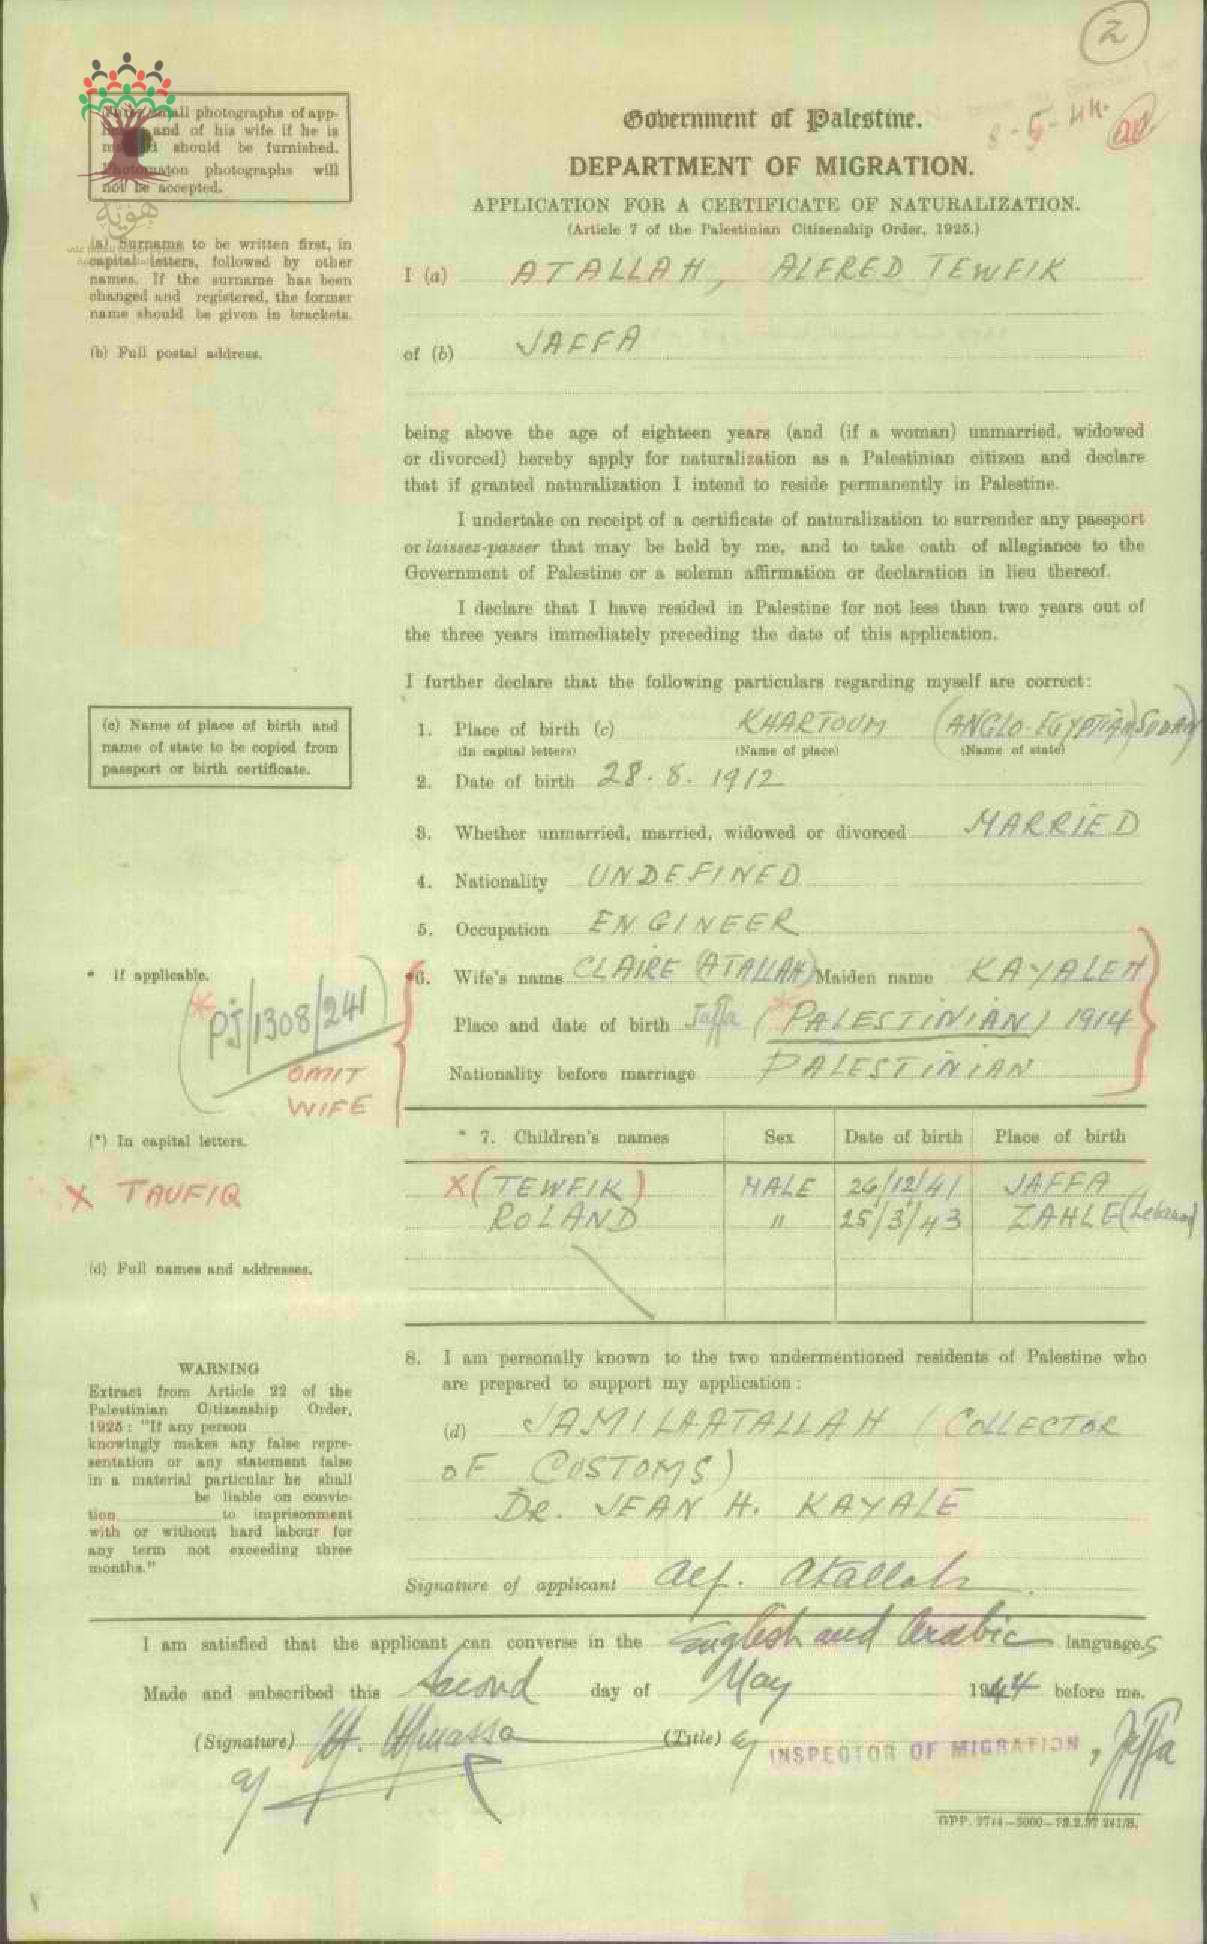 2
8-5-44.
Note: Small photographs of app-
and of his wife if he is
should be furnished.
Photomaton photographs will
not be accepted.
هوية
Government of Palestine.
DEPARTMENT OF MIGRATION.
APPLICATION FOR A CERTIFICATE OF NATURALIZATION.
(Article 7 of the Palestinian Citizenship Order, 1925.)
(a) Surname to be written first, in
capital letters, followed by other
names. If the surname has been
changed and registered, the former
name should be given in brackets.
I (a) ATALLAH, ALFRED TEWFIK
(b) Full postal address.
of (b) JAFFA
being above the age of eighteen years (and (if a woman) unmarried, widowed
or divorced) hereby apply for naturalization as a Palestinian citizen and declare
that if granted naturalization I intend to reside permanently in Palestine.
I undertake on receipt of a certificate of naturalization to surrender any passport
or laissez-passer that may be held by me, and to take oath of allegiance to the
Government of Palestine or a solemn affirmation or declaration in lieu thereof.
I declare that I have resided in Palestine for not less than two years out of
the three years immediately preceding the date of this application.
I further declare that the following particulars regarding myself are correct:
(c) Name of place of birth and
name of state to be copied from
passport or birth certificate.
1. Place of birth (c) KHARTOUM (ANGLO-EGYPTIAN SUDAN)
(In capital letters) (Name of place) (Name of state)
2. Date of birth 28.8.1912
3. Whether unmarried, married, widowed or divorced MARRIED
4. Nationality UNDEFINED
5. Occupation ENGINEER
* If applicable.
*6. Wife's name CLAIRE (ATALLAH) Maiden name KAYALEH
Place and date of birth Jaffa (PALESTINIAN) 1914
Nationality before marriage PALESTINIAN
* PJ/1308/241
OMIT
WIFE
(*) In capital letters.
* 7. Children's names Sex Date of birth Place of birth
X TAUFIQ
X (TEWFIK) MALE 26/12/41 JAFFA
ROLAND " 25/3/43 ZAHLE (Lebanon)
(d) Full names and addresses.
8. I am personally known to the two undermentioned residents of Palestine who
are prepared to support my application:
(d) JAMIL A ATALLAH (COLLECTOR
OF CUSTOMS)
DR. JEAN H. KAYALE
WARNING
Extract from Article 22 of the
Palestinian Citizenship Order,
1925: "If any person
knowingly makes any false repre-
sentation or any statement false
in a material particular he shall
be liable on convic-
tion to imprisonment
with or without hard labour for
any term not exceeding three
months."
Signature of applicant Alf. Atallah
I am satisfied that the applicant can converse in the English and Arabic languages
Made and subscribed this Second day of May 1944 before me.
(Signature) (Title) INSPECTOR OF MIGRATION, Jaffa
GPP. 9744—5000—23.2.37 241/S.